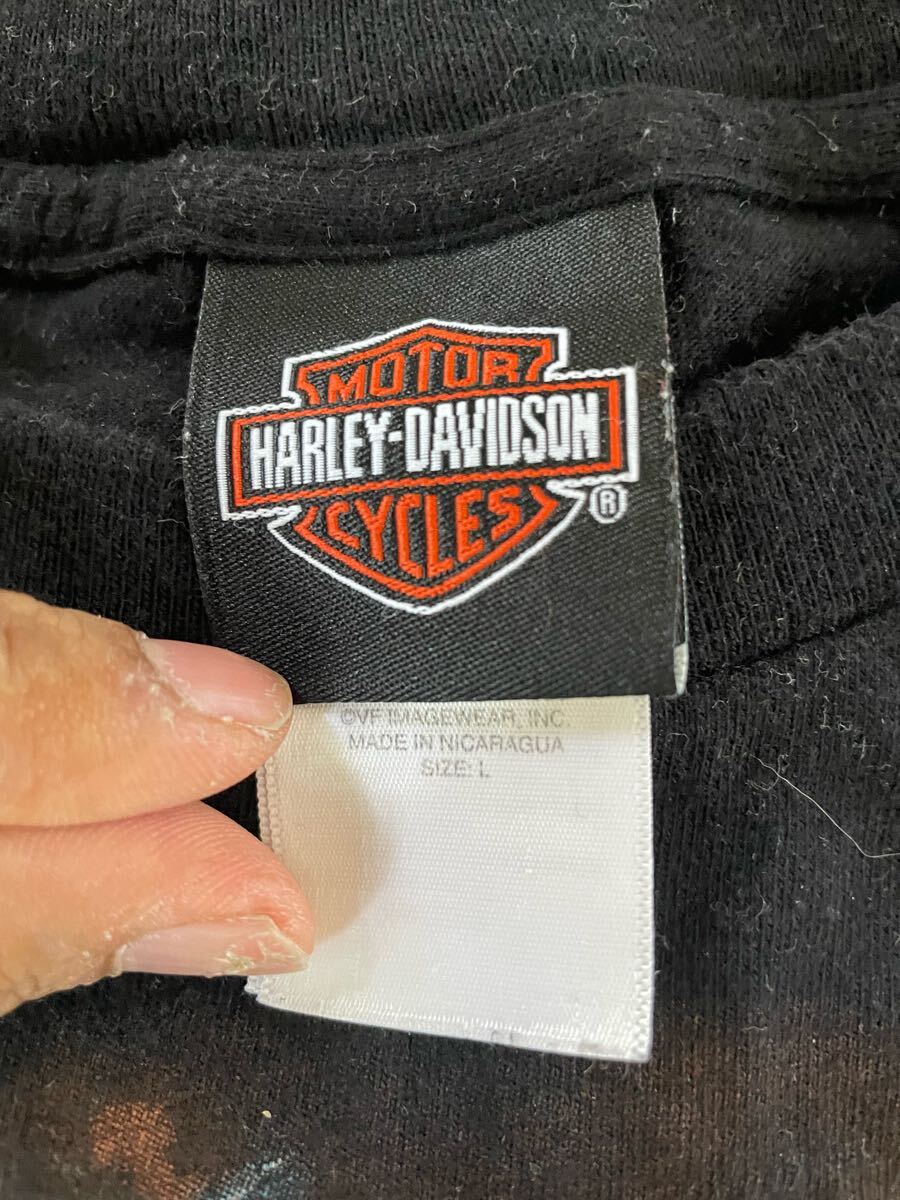 MOTOR
HARLEY-DAVIDSON
CYCLES
®
©VF IMAGEWEAR, INC.
MADE IN NICARAGUA
SIZE: L